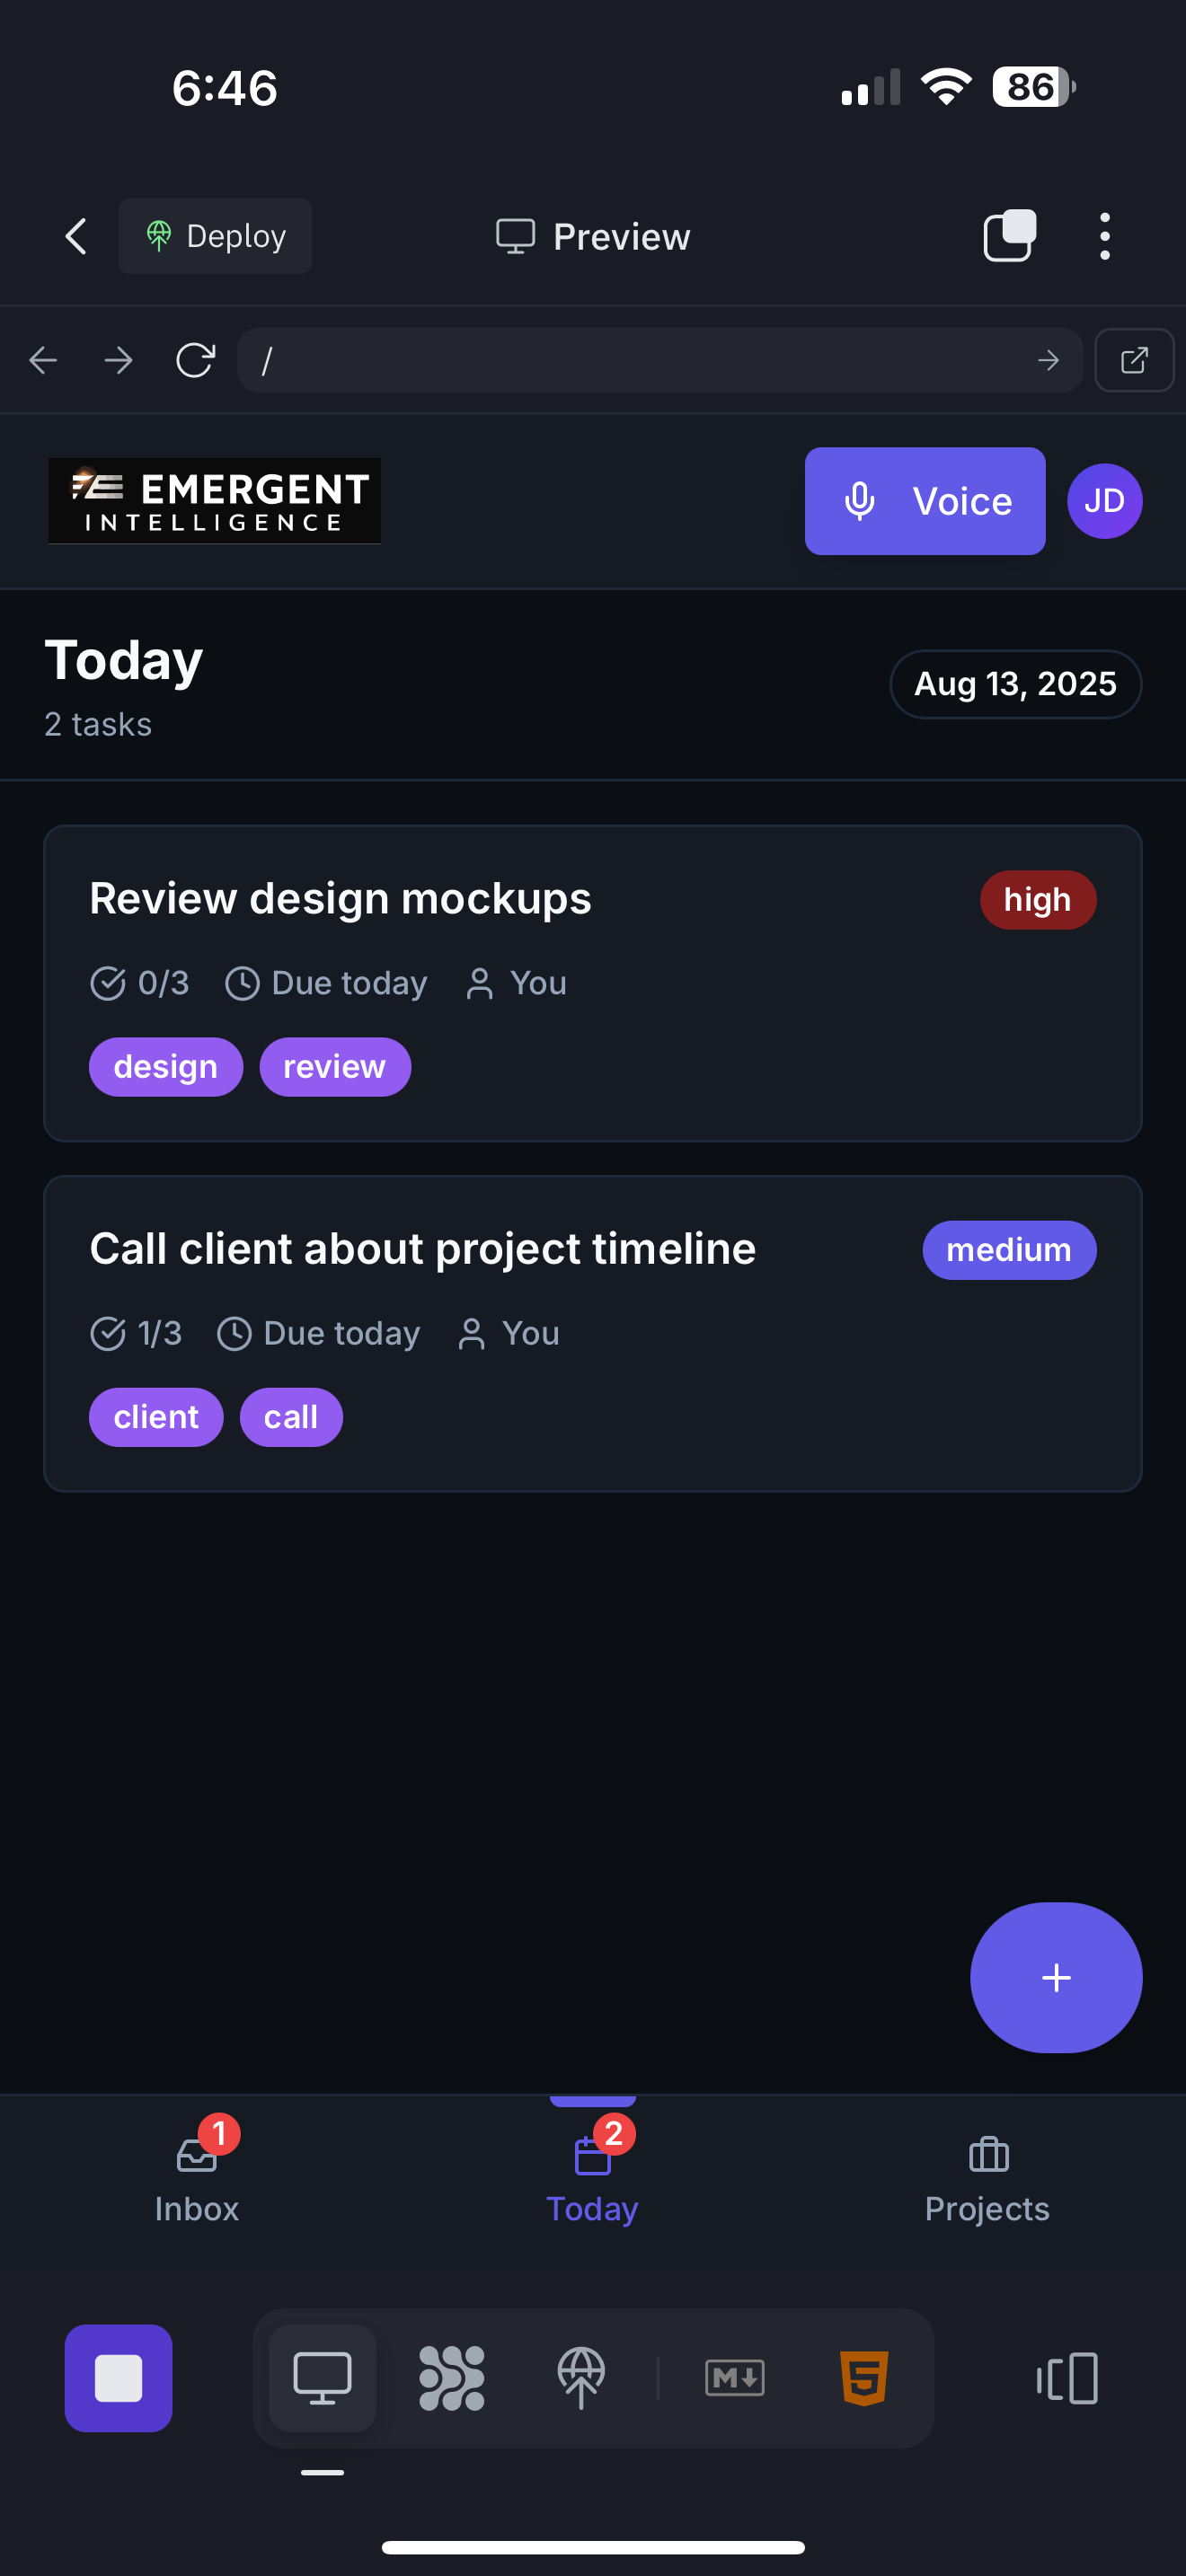 6:46
86
Deploy
Preview
/
EMERGENT
INTELLIGENCE
Voice
JD
Today
2 tasks
Aug 13, 2025
Review design mockups
high
0/3 Due today You
design review
Call client about project timeline
medium
1/3 Due today You
client call
+
1
2
Inbox
Today
Projects
M
5